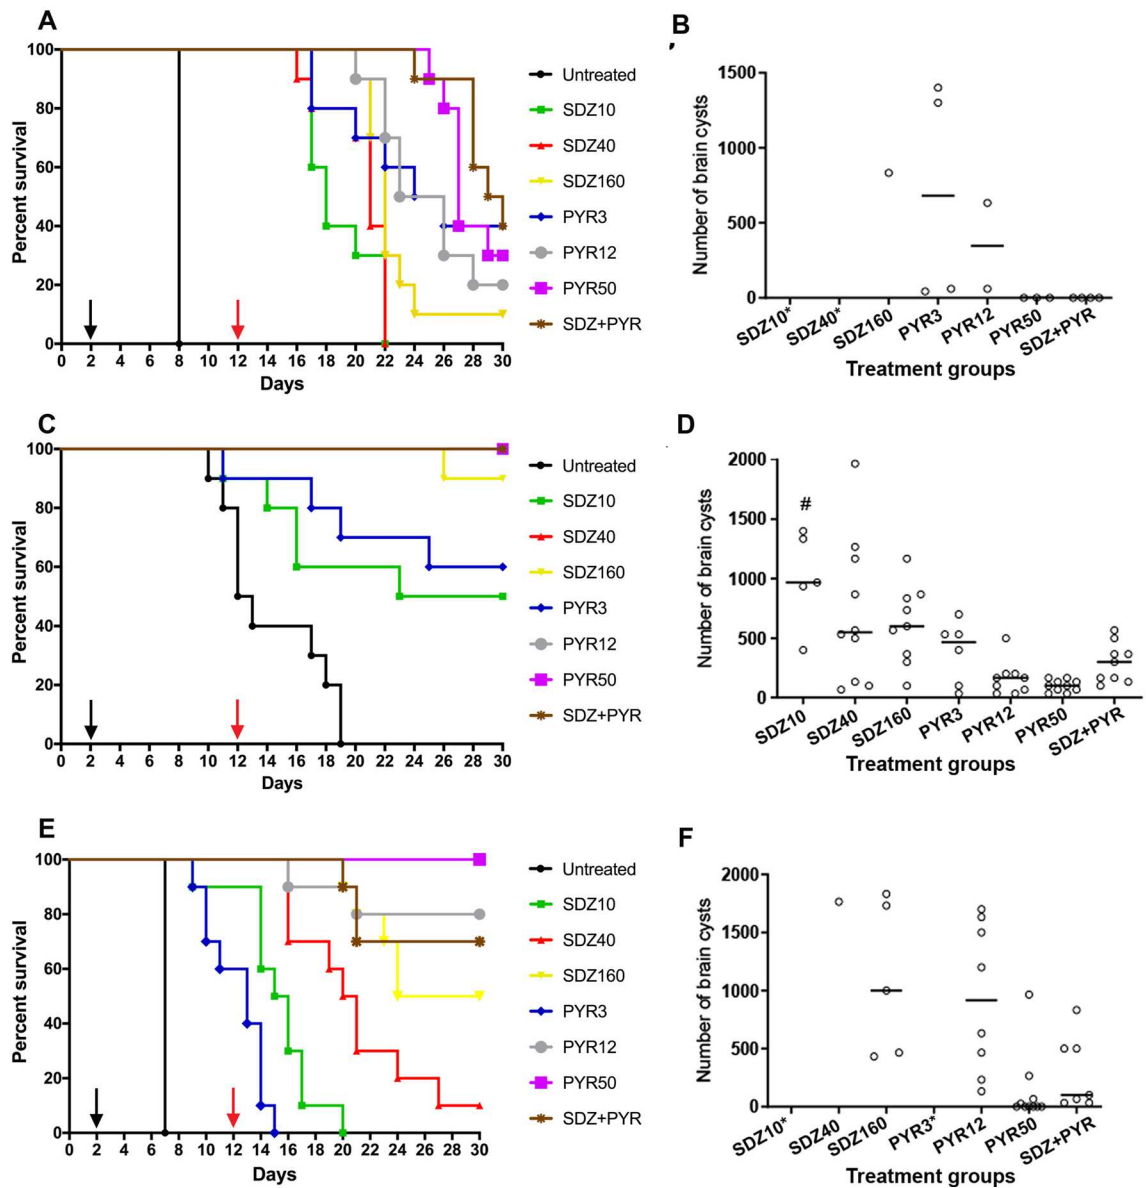 A
Percent survival
100
80
60
40
20
0
0 2 4 6 8 10 12 14 16 18 20 22 24 26 28 30
Days
Untreated
SDZ10
SDZ40
SDZ160
PYR3
PYR12
PYR50
SDZ+PYR
B
Number of brain cysts
1500
1000
500
0
SDZ10* SDZ40* SDZ160 PYR3 PYR12 PYR50 SDZ+PYR
Treatment groups
C
Percent survival
100
80
60
40
20
0
0 2 4 6 8 10 12 14 16 18 20 22 24 26 28 30
Days
Untreated
SDZ10
SDZ40
SDZ160
PYR3
PYR12
PYR50
SDZ+PYR
D
Number of brain cysts
2000
1500
1000
500
0
#
SDZ10 SDZ40 SDZ160 PYR3 PYR12 PYR50 SDZ+PYR
Treatment groups
E
Percent survival
100
80
60
40
20
0
0 2 4 6 8 10 12 14 16 18 20 22 24 26 28 30
Days
Untreated
SDZ10
SDZ40
SDZ160
PYR3
PYR12
PYR50
SDZ+PYR
F
Number of brain cysts
2000
1500
1000
500
0
SDZ10* SDZ40 SDZ160 PYR3* PYR12 PYR50 SDZ+PYR
Treatment groups